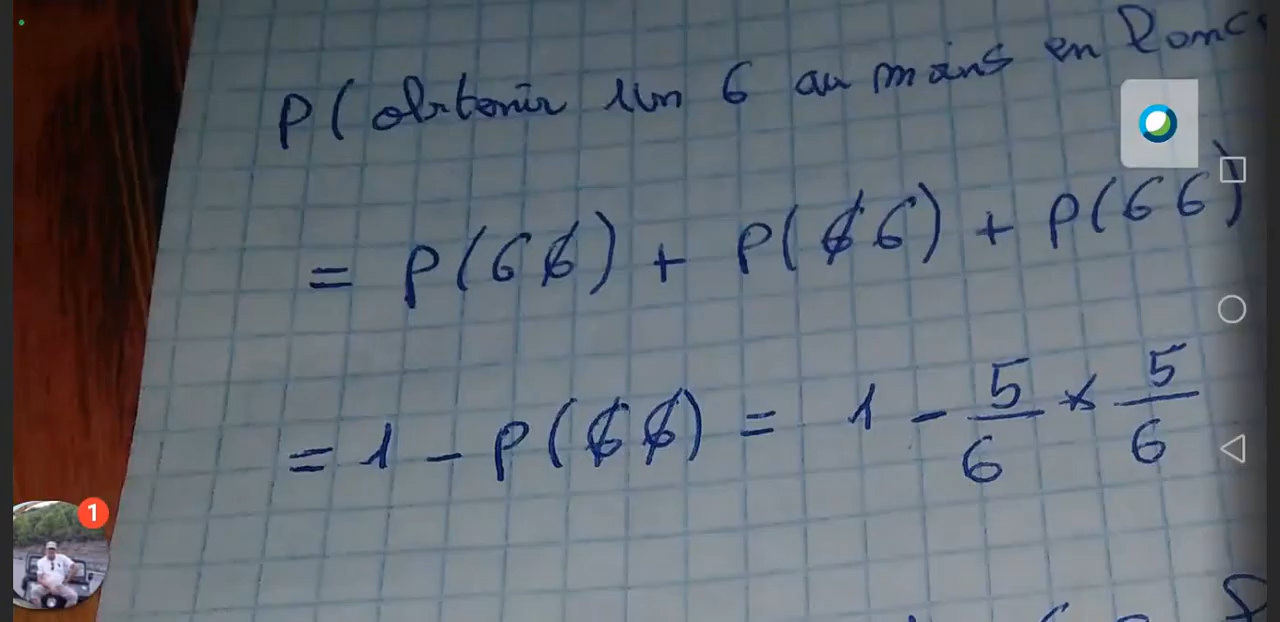 P( obtenir un 6 au moins en
= P(6 6̸) + P(6̸ 6) + P(6 6)
= 1 - P(6̸ 6̸) = 1 - 5/6 × 5/6
1